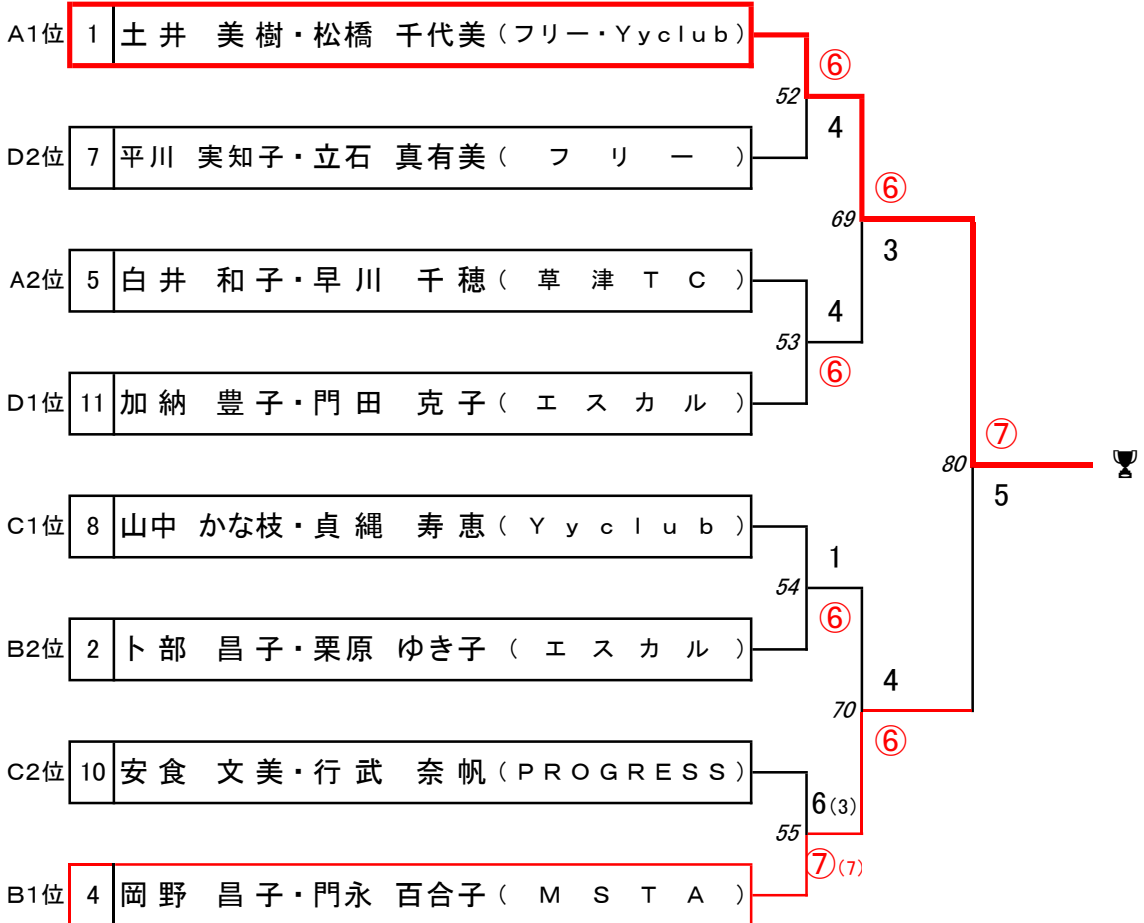 A1位 1 土井 美樹・松橋 千代美(フリー・Yyclub)
⑥
52
4
D2位 7 平川 実知子・立石 真有美(フリー)
⑥
69
3
A2位 5 白井 和子・早川 千穂(草津TC)
4
53
⑥
D1位 11 加納 豊子・門田 克子(エスカル)
⑦
80
5
C1位 8 山中 かな枝・貞縄 寿恵(Yyclub)
1
54
⑥
B2位 2 卜部 昌子・栗原 ゆき子(エスカル)
4
70
⑥
C2位 10 安食 文美・行武 奈帆(PROGRESS)
6(3)
55
⑦(7)
B1位 4 岡野 昌子・門永 百合子(MSTA)